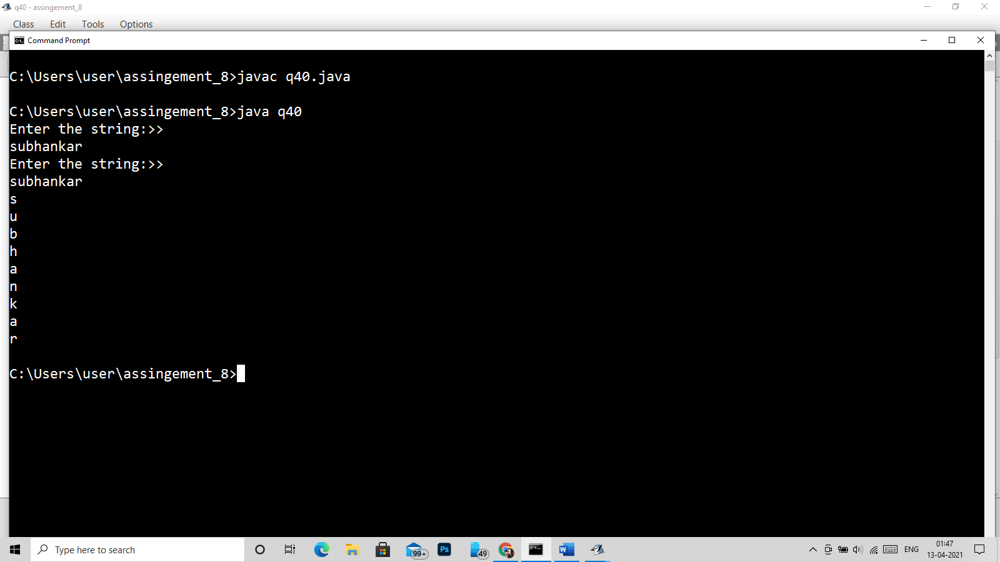 q40 - assingement_8
Class Edit Tools Options
Command Prompt
C:\Users\user\assingement_8>javac q40.java
C:\Users\user\assingement_8>java q40
Enter the string:>>
subhankar
Enter the string:>>
subhankar
s
u
b
h
a
n
k
a
r
C:\Users\user\assingement_8>
Type here to search
99+
Ps
49
W
ENG
01:47
13-04-2021